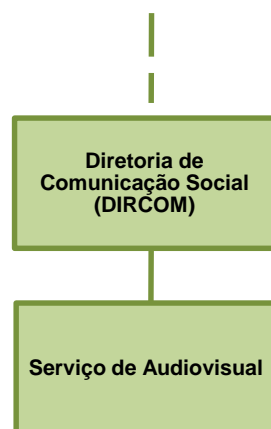 Diretoria de
Comunicação Social
(DIRCOM)
Serviço de Audiovisual